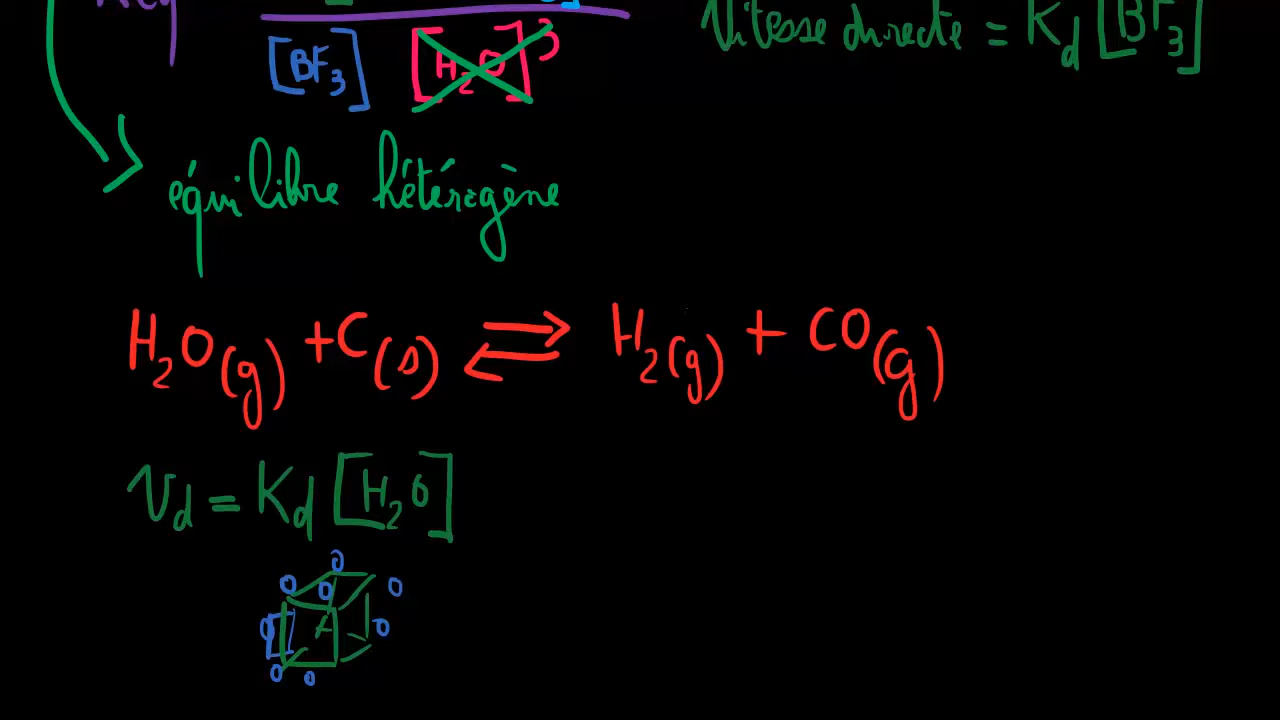 Vitesse directe = Kd [BF3]
[BF3] [H2O]3
équilibre hétérogène
H2O(g) + C(s) ⇌ H2(g) + CO(g)
Vd = Kd [H2O]